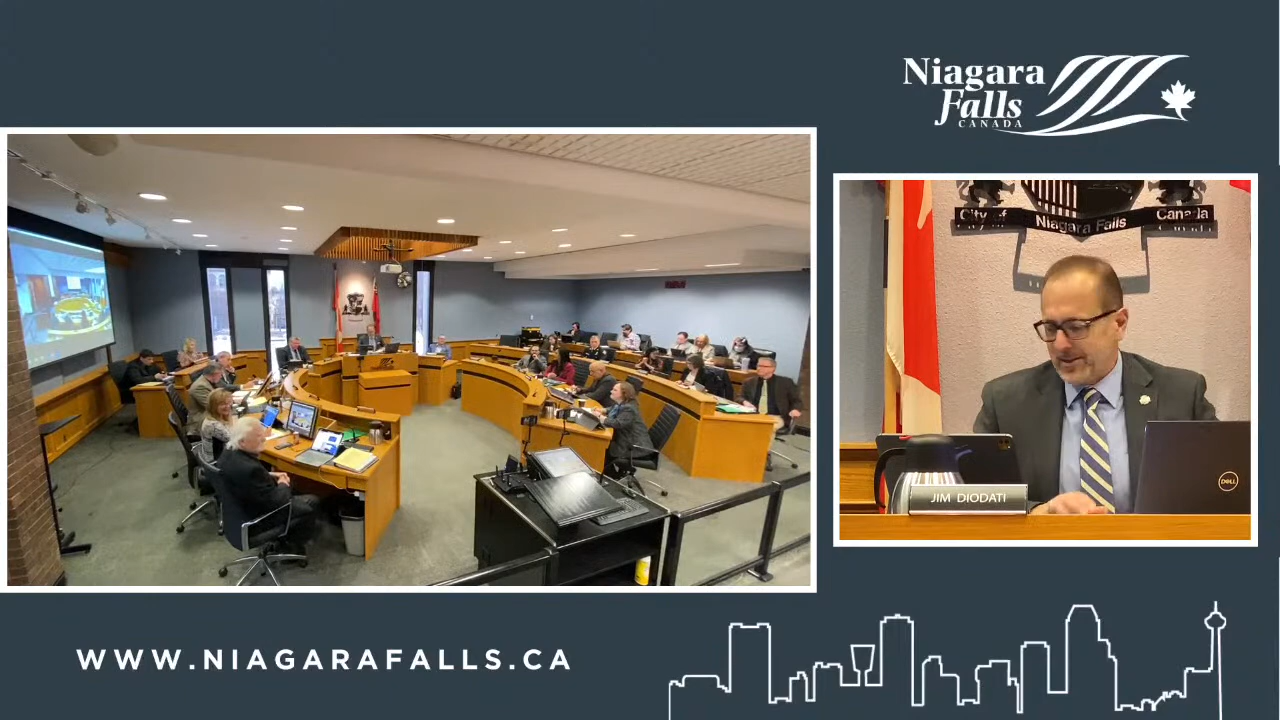 Niagara
Falls
CANADA
City of Niagara Falls Canada
JIM DIODATI
DELL
WWW.NIAGARAFALLS.CA